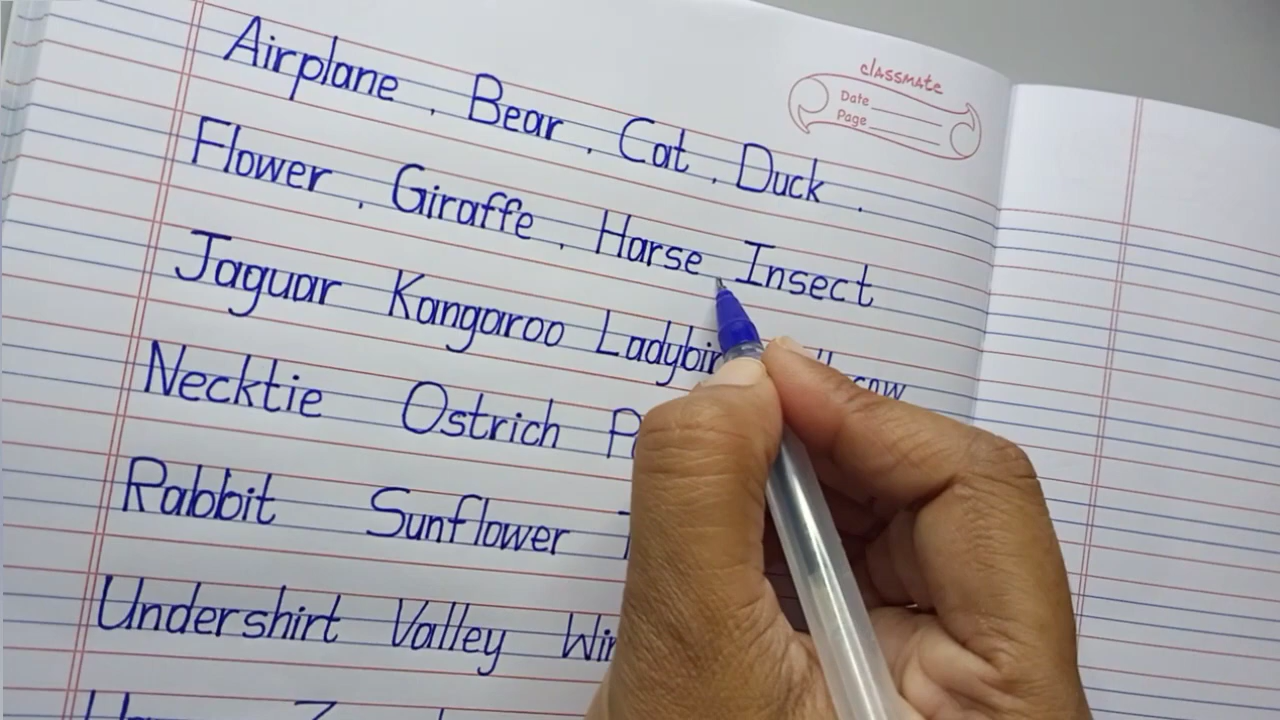 classmate
Date
Page
Airplane, Bear, Cat, Duck.
Flower, Giraffe, Harse Insect
Jaguar Kangaroo
Necktie Ostrich
Rabbit Sunflower
Undershirt Valley